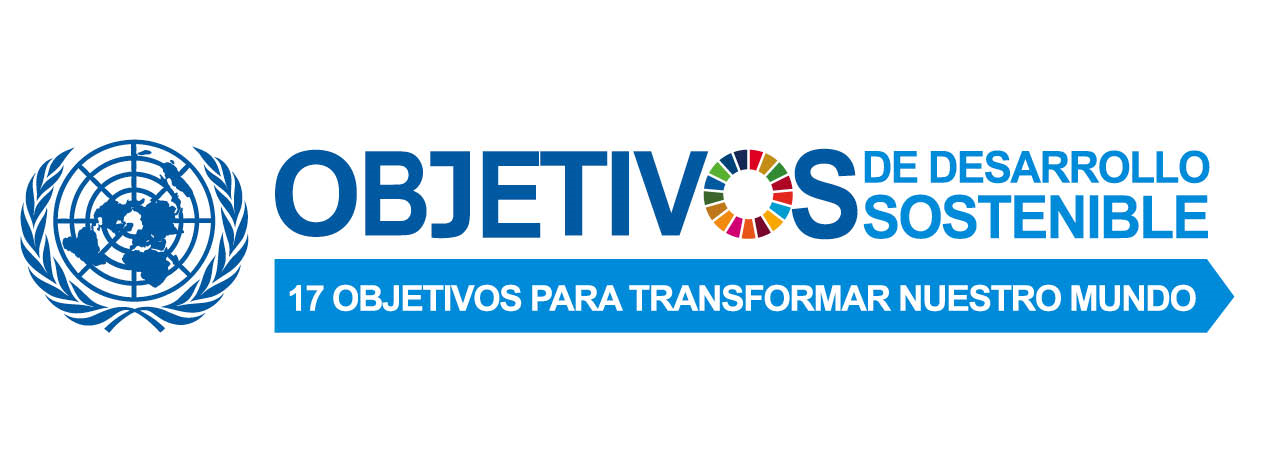 OBJETIVOS
DE DESARROLLO
SOSTENIBLE
17 OBJETIVOS PARA TRANSFORMAR NUESTRO MUNDO